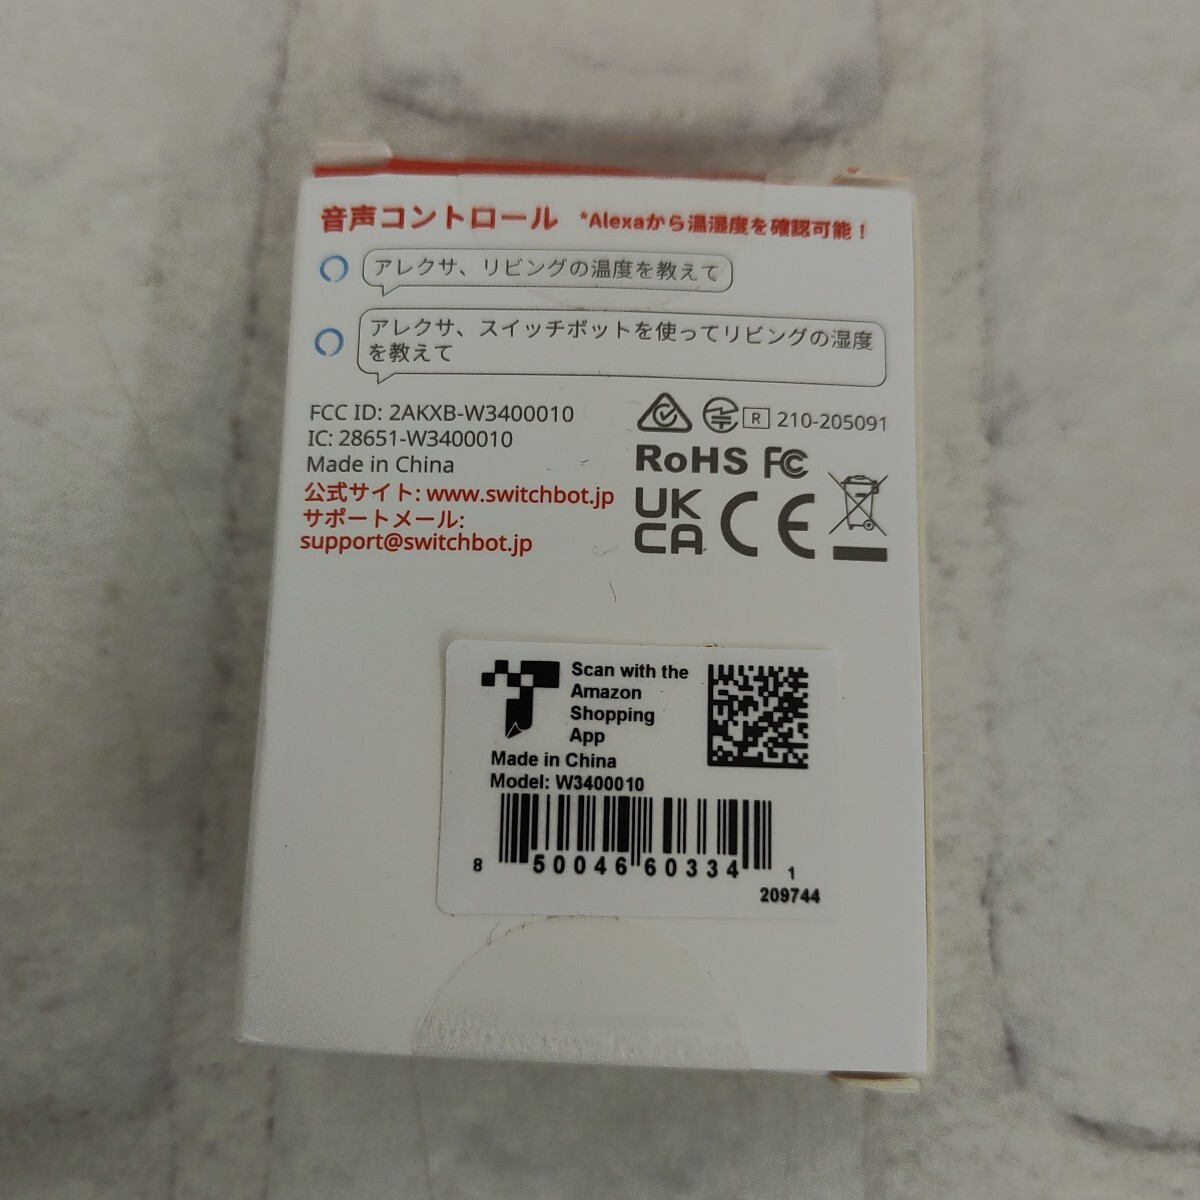 音声コントロール *Alexaから温湿度を確認可能！
アレクサ、リビングの温度を教えて
アレクサ、スイッチボットを使ってリビングの湿度
を教えて
FCC ID: 2AKXB-W3400010
IC: 28651-W3400010
Made in China
公式サイト: www.switchbot.jp
サポートメール:
support@switchbot.jp
R 210-205091
RoHS FC
UK
CA CE
Scan with the
Amazon
Shopping
App
Made in China
Model: W3400010
8 50046 60334 1
209744